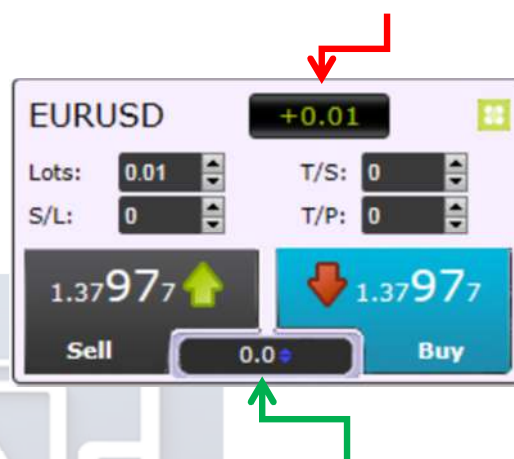 EURUSD +0.01
Lots: 0.01 T/S: 0
S/L: 0 T/P: 0
1.37977 1.37977
Sell 0.0 Buy